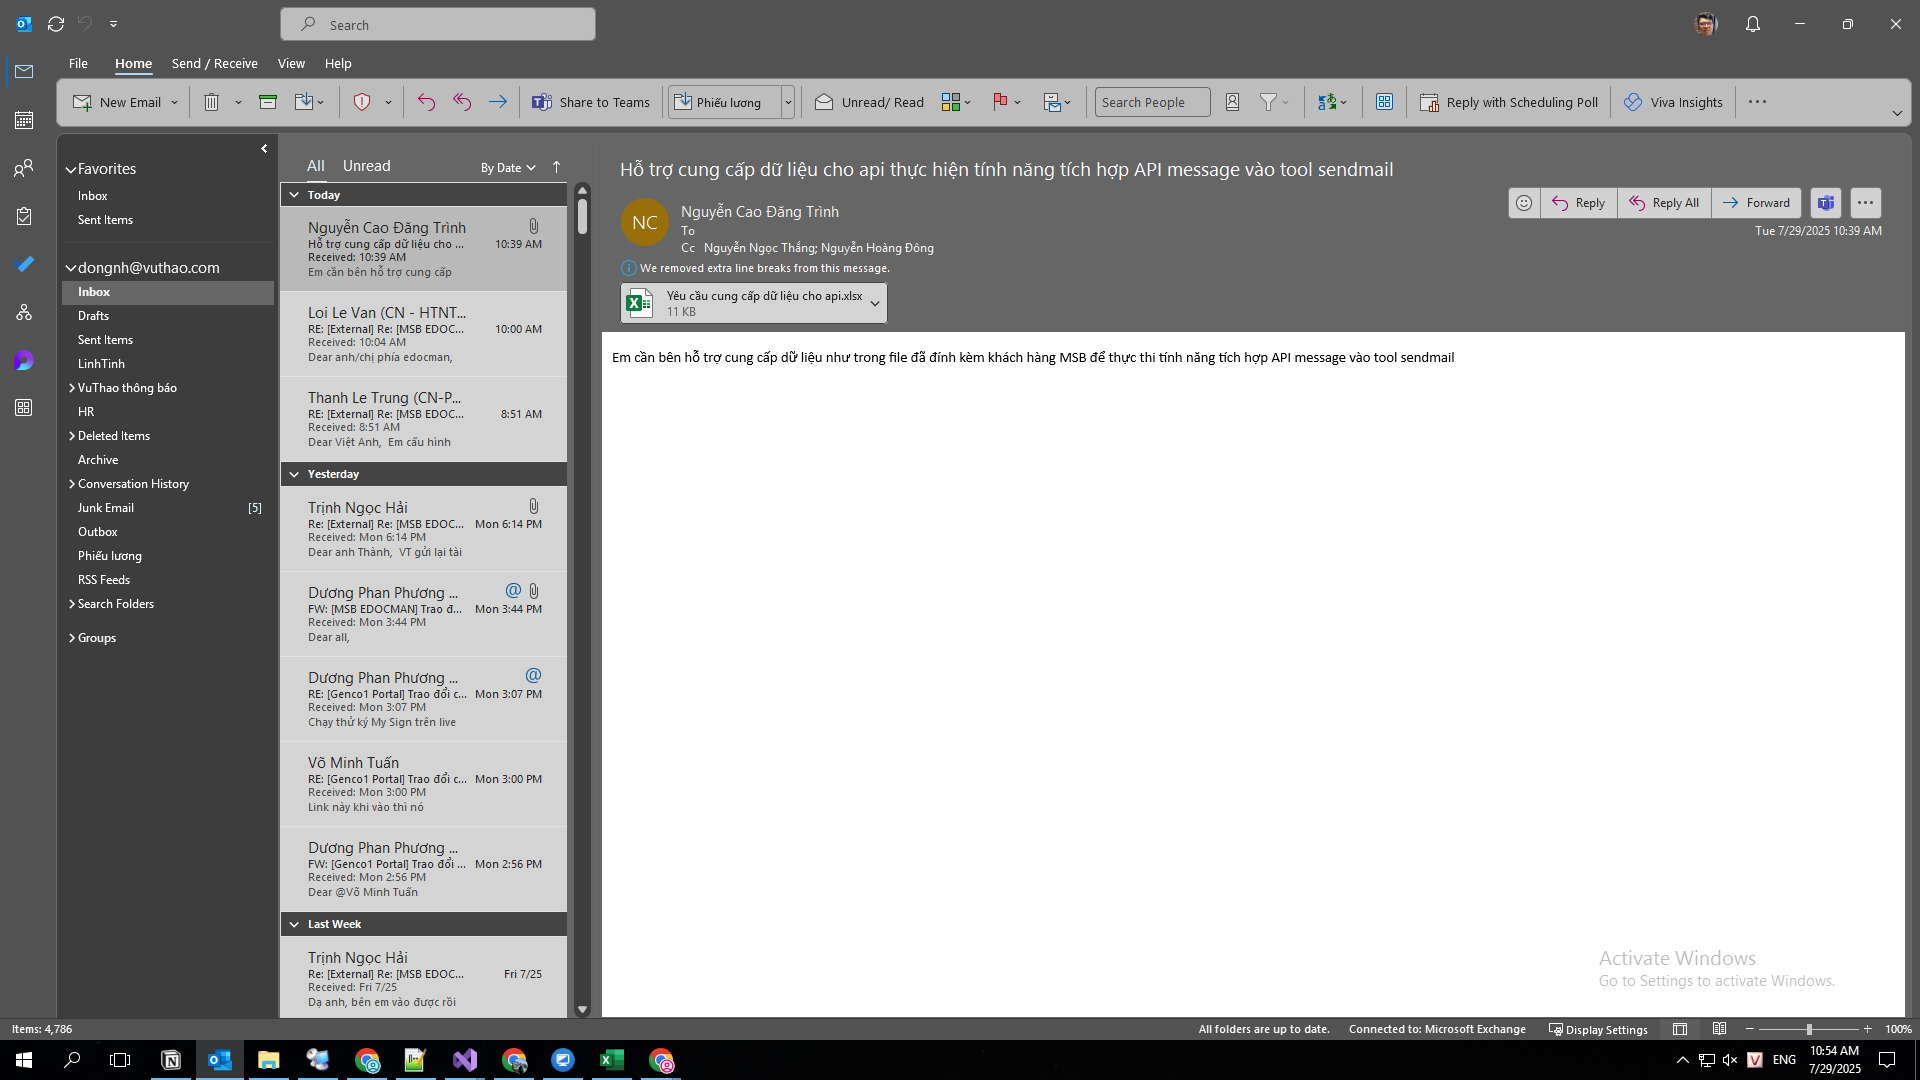 Search
File Home Send / Receive View Help
New Email Share to Teams Phiếu lương Unread/ Read Search People Reply with Scheduling Poll Viva Insights
Favorites
Inbox
Sent Items
dongnh@vuthao.com
Inbox
Drafts
Sent Items
LinhTinh
VuThao thông báo
HR
Deleted Items
Archive
Conversation History
Junk Email [5]
Outbox
Phiếu lương
RSS Feeds
Search Folders
Groups
All Unread By Date
Today
Nguyễn Cao Đăng Trình
Hỗ trợ cung cấp dữ liệu cho ... 10:39 AM
Received: 10:39 AM
Em cần bên hỗ trợ cung cấp
Loi Le Van (CN - HTNT...
RE: [External] Re: [MSB EDOC... 10:00 AM
Received: 10:04 AM
Dear anh/chị phía edocman,
Thanh Le Trung (CN-P...
RE: [External] Re: [MSB EDOC... 8:51 AM
Received: 8:51 AM
Dear Việt Anh, Em cấu hình
Yesterday
Trịnh Ngọc Hải
Re: [External] Re: [MSB EDOC... Mon 6:14 PM
Received: Mon 6:14 PM
Dear anh Thành, VT gửi lại tài
Dương Phan Phương ...
FW: [MSB EDOCMAN] Trao đ... Mon 3:44 PM
Received: Mon 3:44 PM
Dear all,
Dương Phan Phương ...
RE: [Genco1 Portal] Trao đổi c... Mon 3:07 PM
Received: Mon 3:07 PM
Chạy thử ký My Sign trên live
Võ Minh Tuấn
RE: [Genco1 Portal] Trao đổi c... Mon 3:00 PM
Received: Mon 3:00 PM
Link này khi vào thì nó
Dương Phan Phương ...
FW: [Genco1 Portal] Trao đổi ... Mon 2:56 PM
Received: Mon 2:56 PM
Dear @Võ Minh Tuấn
Last Week
Trịnh Ngọc Hải
Re: [External] Re: [MSB EDOC... Fri 7/25
Received: Fri 7/25
Dạ anh, bên em vào được rồi
Hỗ trợ cung cấp dữ liệu cho api thực hiện tính năng tích hợp API message vào tool sendmail
NC
Nguyễn Cao Đăng Trình
To
Cc Nguyễn Ngọc Thắng; Nguyễn Hoàng Đông
Reply Reply All Forward
Tue 7/29/2025 10:39 AM
We removed extra line breaks from this message.
Yêu cầu cung cấp dữ liệu cho api.xlsx
11 KB
Em cần bên hỗ trợ cung cấp dữ liệu như trong file đã đính kèm khách hàng MSB để thực thi tính năng tích hợp API message vào tool sendmail
Activate Windows
Go to Settings to activate Windows.
Items: 4,786 All folders are up to date. Connected to: Microsoft Exchange Display Settings 100%
ENG
10:54 AM
7/29/2025